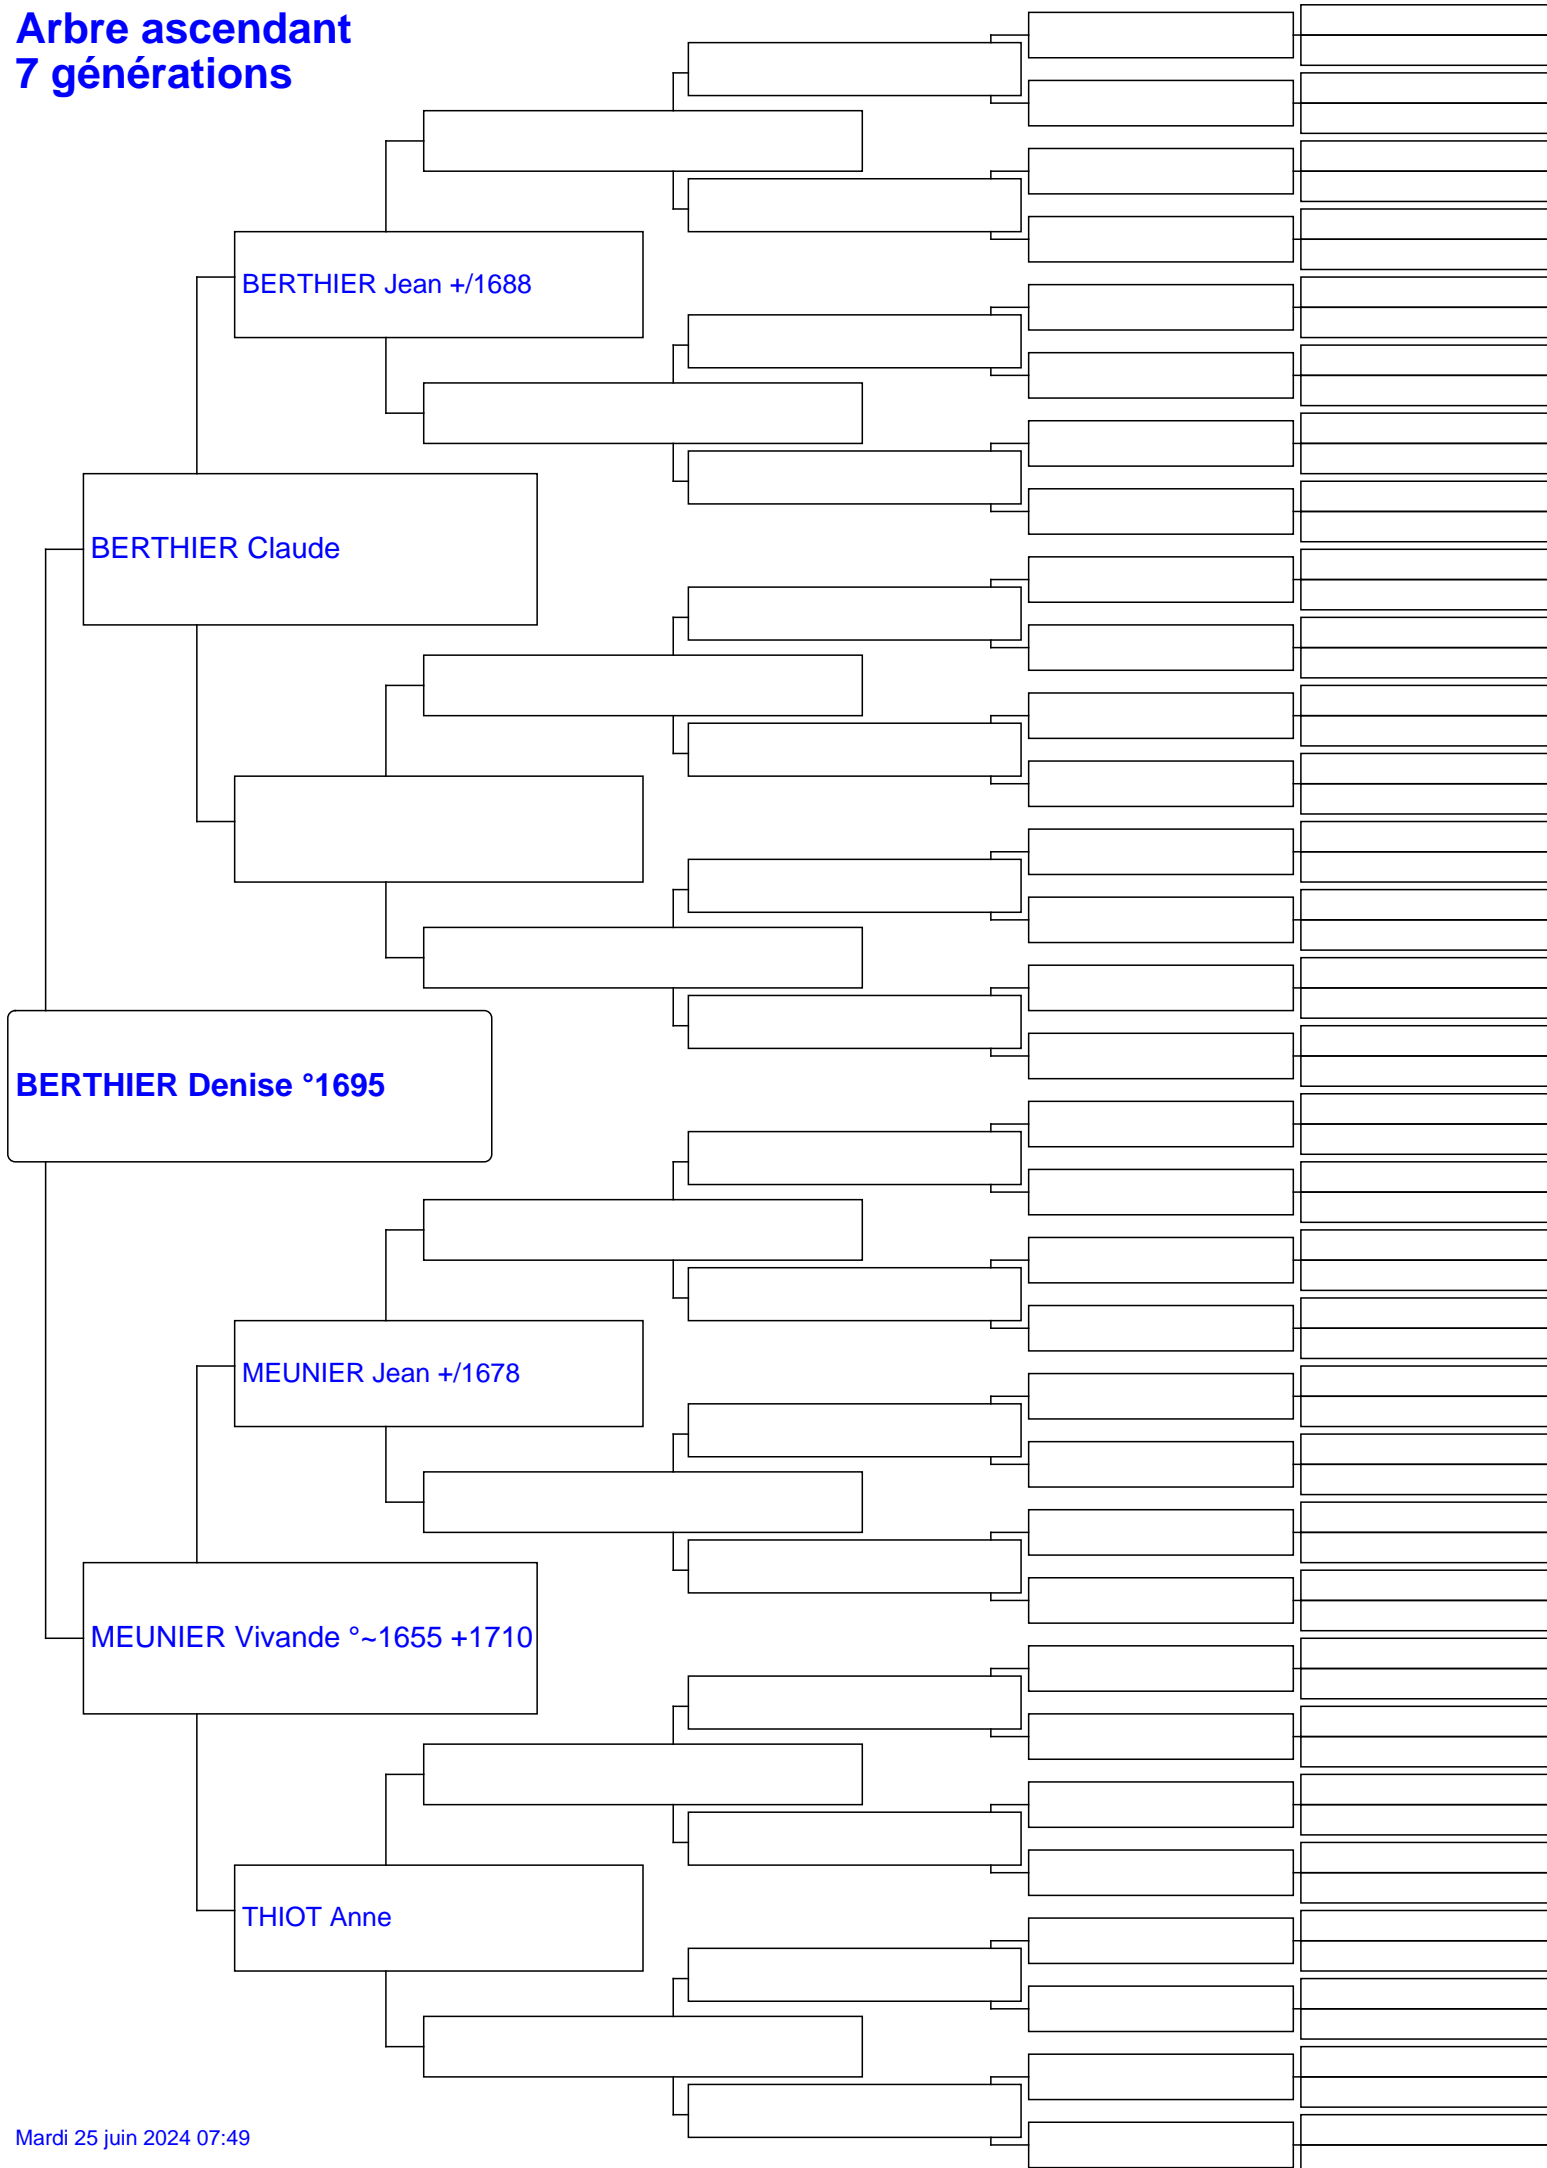 Arbre ascendant
7 générations
BERTHIER Jean +/1688
BERTHIER Claude
BERTHIER Denise °1695
MEUNIER Jean +/1678
MEUNIER Vivande °~1655 +1710
THIOT Anne
Mardi 25 juin 2024 07:49